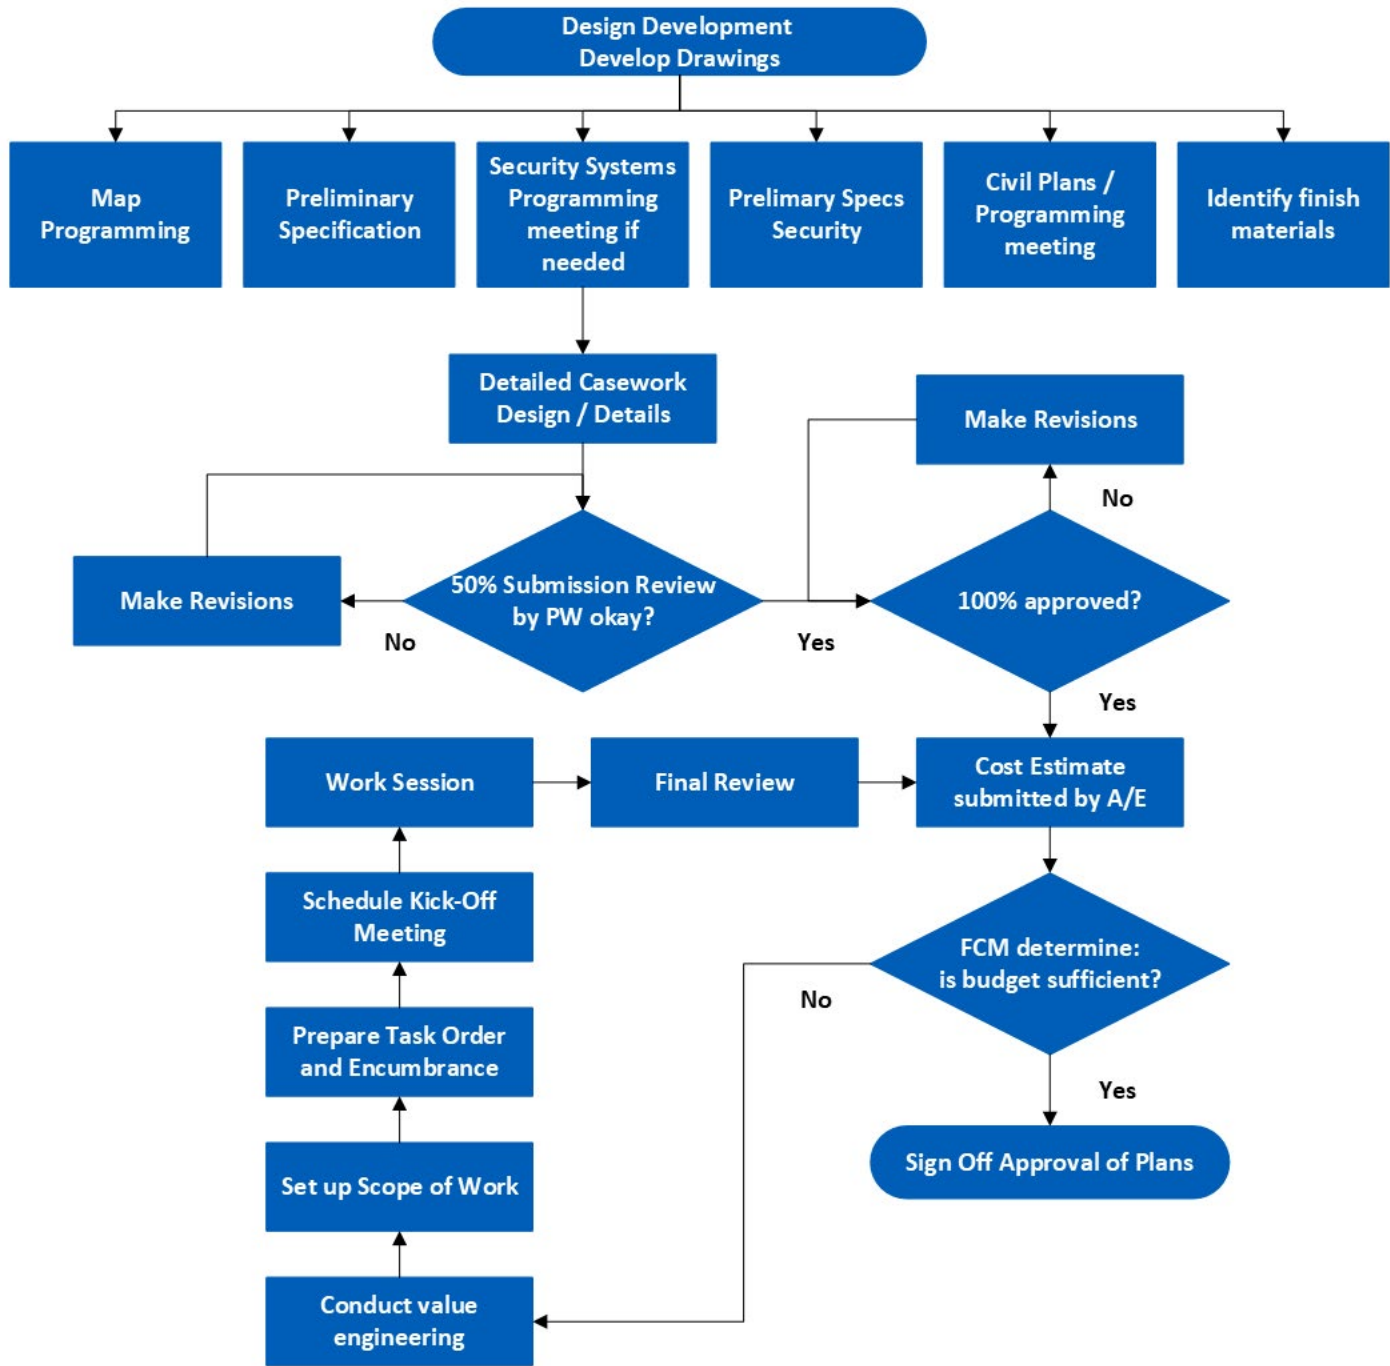 Design Development
Develop Drawings
Map
Programming
Preliminary
Specification
Security Systems
Programming
meeting if
needed
Prelimary Specs
Security
Civil Plans /
Programming
meeting
Identify finish
materials
Detailed Casework
Design / Details
Make Revisions
No
Make Revisions
50% Submission Review
by PW okay?
100% approved?
No
Yes
Yes
Work Session
Final Review
Cost Estimate
submitted by A/E
Schedule Kick-Off
Meeting
FCM determine:
is budget sufficient?
No
Prepare Task Order
and Encumbrance
Yes
Sign Off Approval of Plans
Set up Scope of Work
Conduct value
engineering